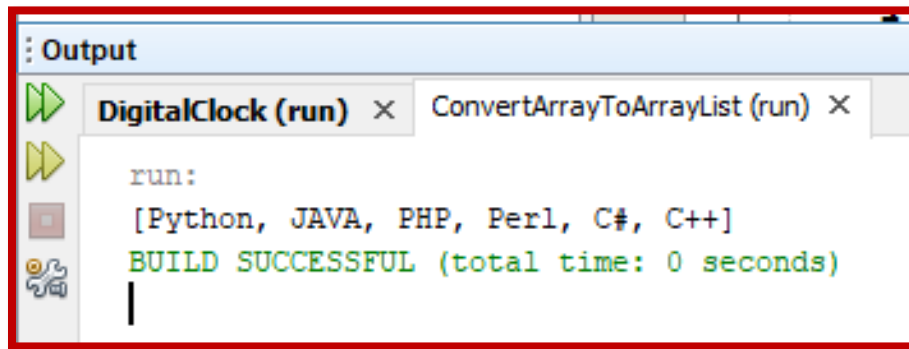 Output
DigitalClock (run) × ConvertArrayToArrayList (run) ×
run:
[Python, JAVA, PHP, Perl, C#, C++]
BUILD SUCCESSFUL (total time: 0 seconds)